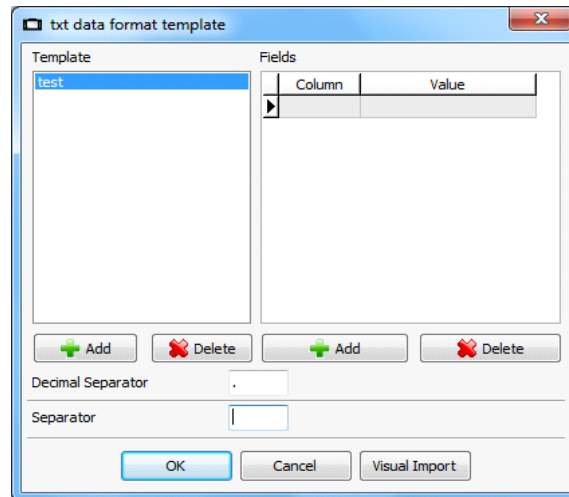 txt data format template
Template
Fields
test
Column Value
Add Delete Add Delete
Decimal Separator .
Separator
OK Cancel Visual Import